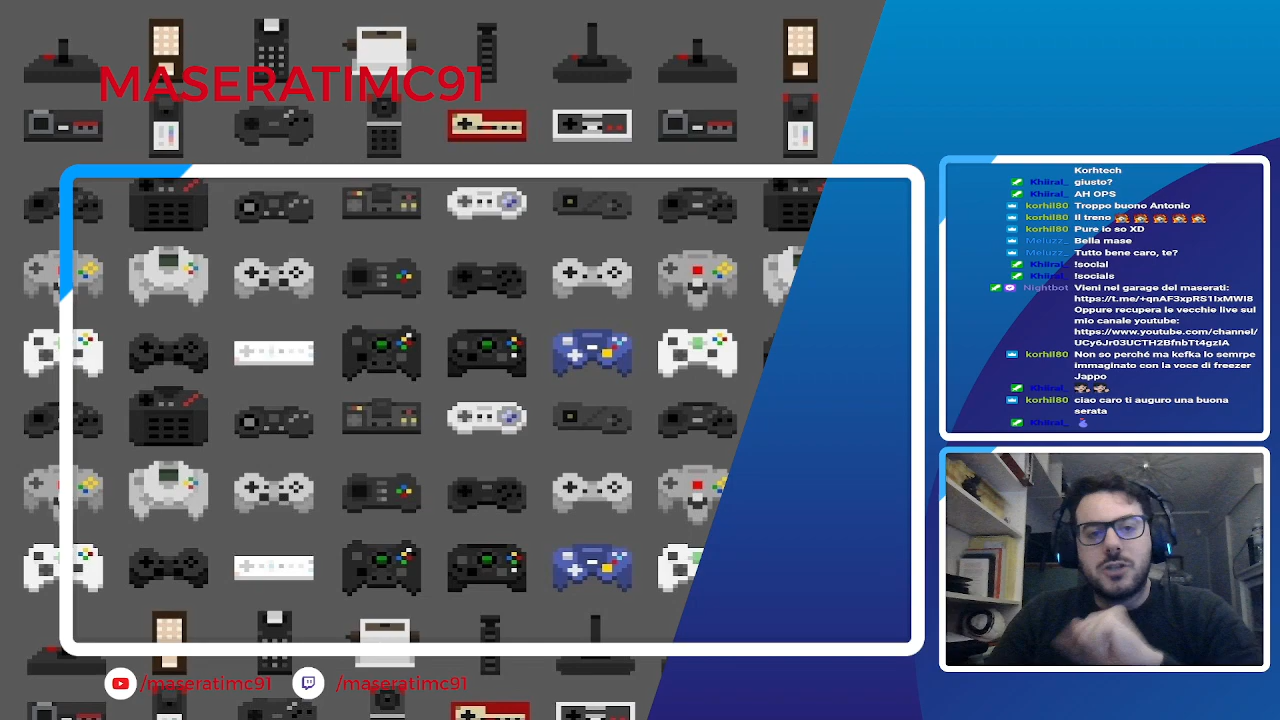 MASERATIMC91
Korhtech
Khiiral_ giusto?
Khiiral_ AH OPS
korhil80 Troppo buono Antonio
korhil80 Il treno
korhil80 Pure io so XD
Meluzz_ Bella mase
Meluzz_ Tutto bene caro, te?
Khiiral_ !soolal
Khiiral_ !socials
Nightbot Vieni nel garage del maserati:
https://t.me/+qnAF3xpRS1IxMWI8
Oppure recupera le vecchie live sul
mio canale youtube:
https://www.youtube.com/channel/
UCy6Jr03UCTH2BfnbTt4gzIA
korhil80 Non so perché ma kefka lo semrpe
immaginato con la voce di freezer
Jappo
Khiiral_
korhil80 ciao caro ti auguro una buona
serata
Khiiral_
/maseratimc91 /maseratimc91